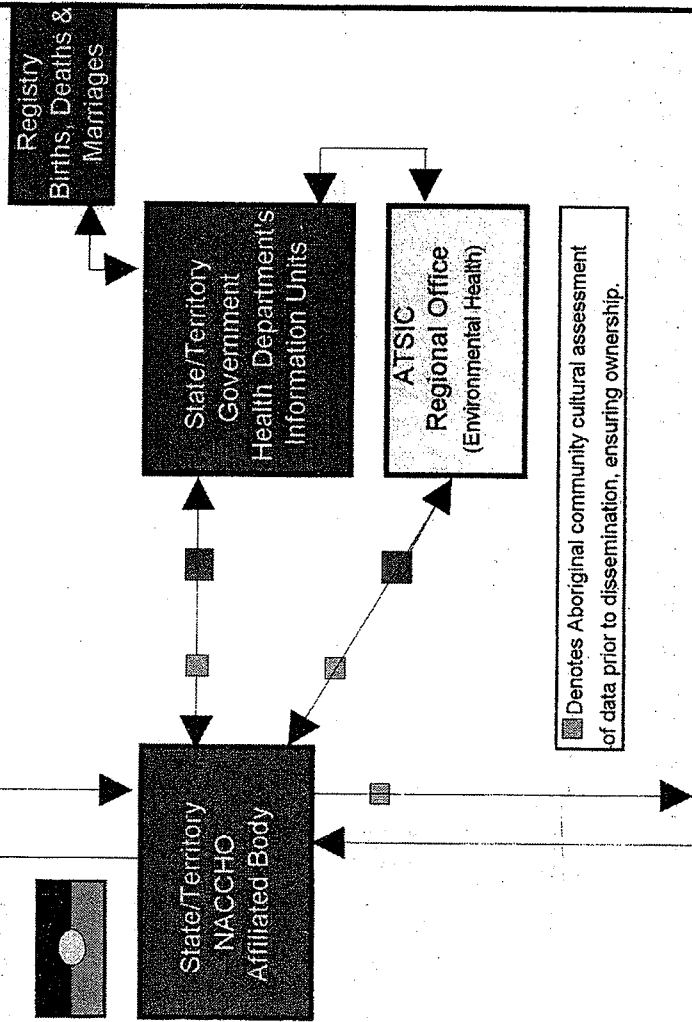 Registry
Births, Deaths &
Marriages
State/Territory
Government
Health Department's
Information Units
ATSIC
Regional Office
(Environmental Health)
State/Territory
NACCHO
Affiliated Body
Denotes Aboriginal community cultural assessment
of data prior to dissemination, ensuring ownership.